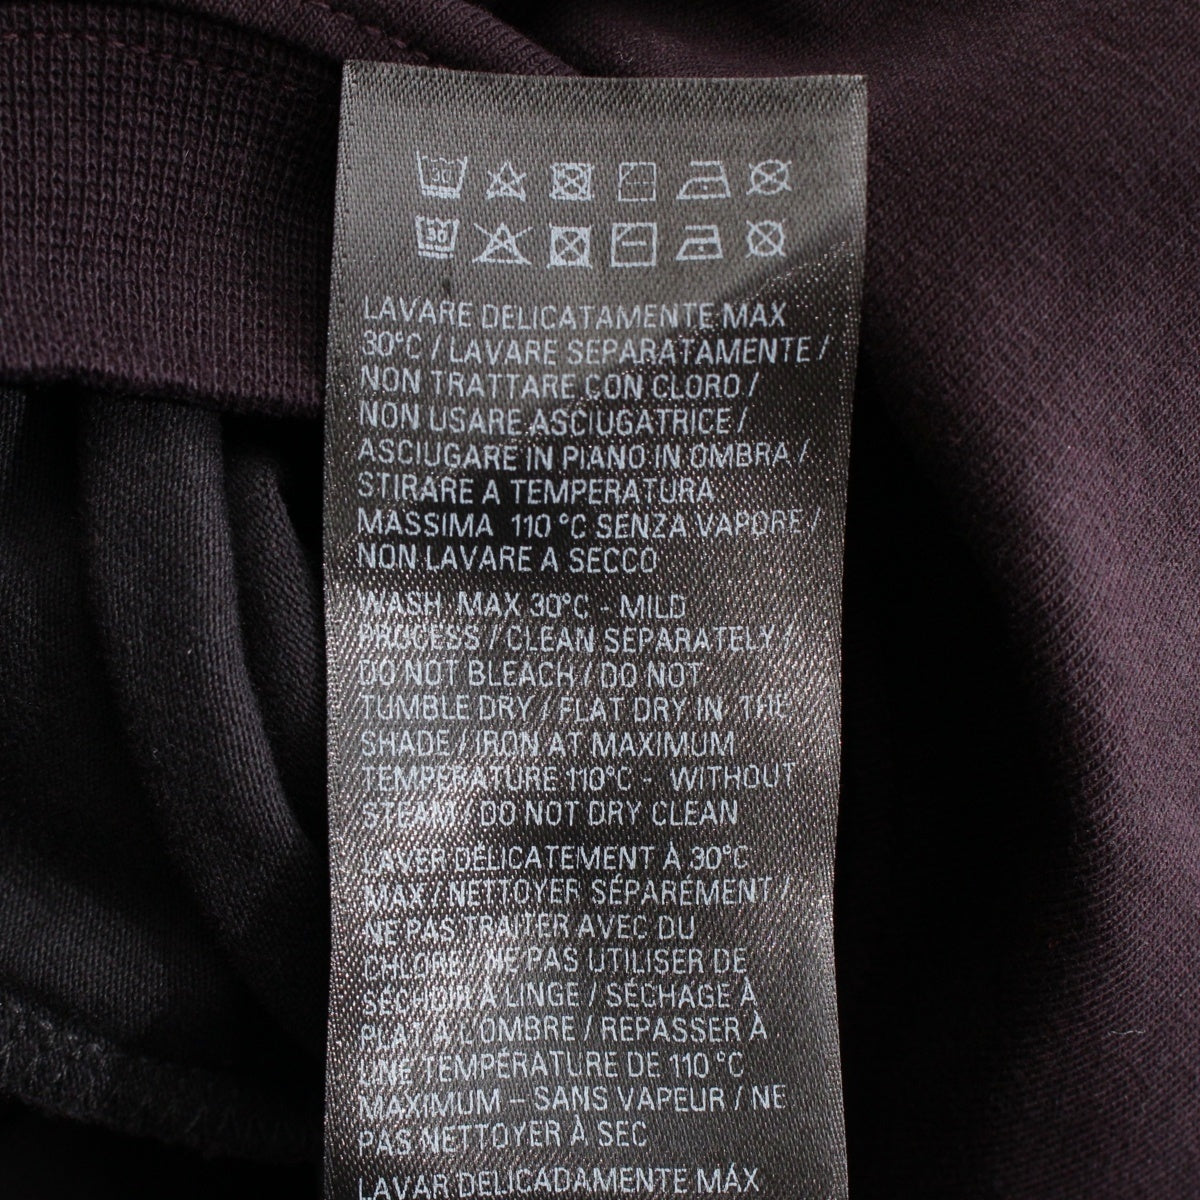 30
30
LAVARE DELICATAMENTE MAX
30°C / LAVARE SEPARATAMENTE /
NON TRATTARE CON CLORO /
NON USARE ASCIUGATRICE /
ASCIUGARE IN PIANO IN OMBRA /
STIRARE A TEMPERATURA
MASSIMA 110 °C SENZA VAPORE /
NON LAVARE A SECCO
WASH MAX 30°C - MILD
PROCESS / CLEAN SEPARATELY /
DO NOT BLEACH / DO NOT
TUMBLE DRY / FLAT DRY IN THE
SHADE / IRON AT MAXIMUM
TEMPERATURE 110°C - WITHOUT
STEAM / DO NOT DRY CLEAN
LAVER DÉLICATEMENT À 30°C
MAX / NETTOYER SÉPARÉMENT /
NE PAS TRAITER AVEC DU
CHLORE / NE PAS UTILISER DE
SÉCHOIR À LINGE / SÉCHAGE À
PLAT À L'OMBRE / REPASSER À
UNE TEMPÉRATURE DE 110 °C
MAXIMUM – SANS VAPEUR / NE
PAS NETTOYER À SEC
LAVAR DELICADAMENTE MÁX